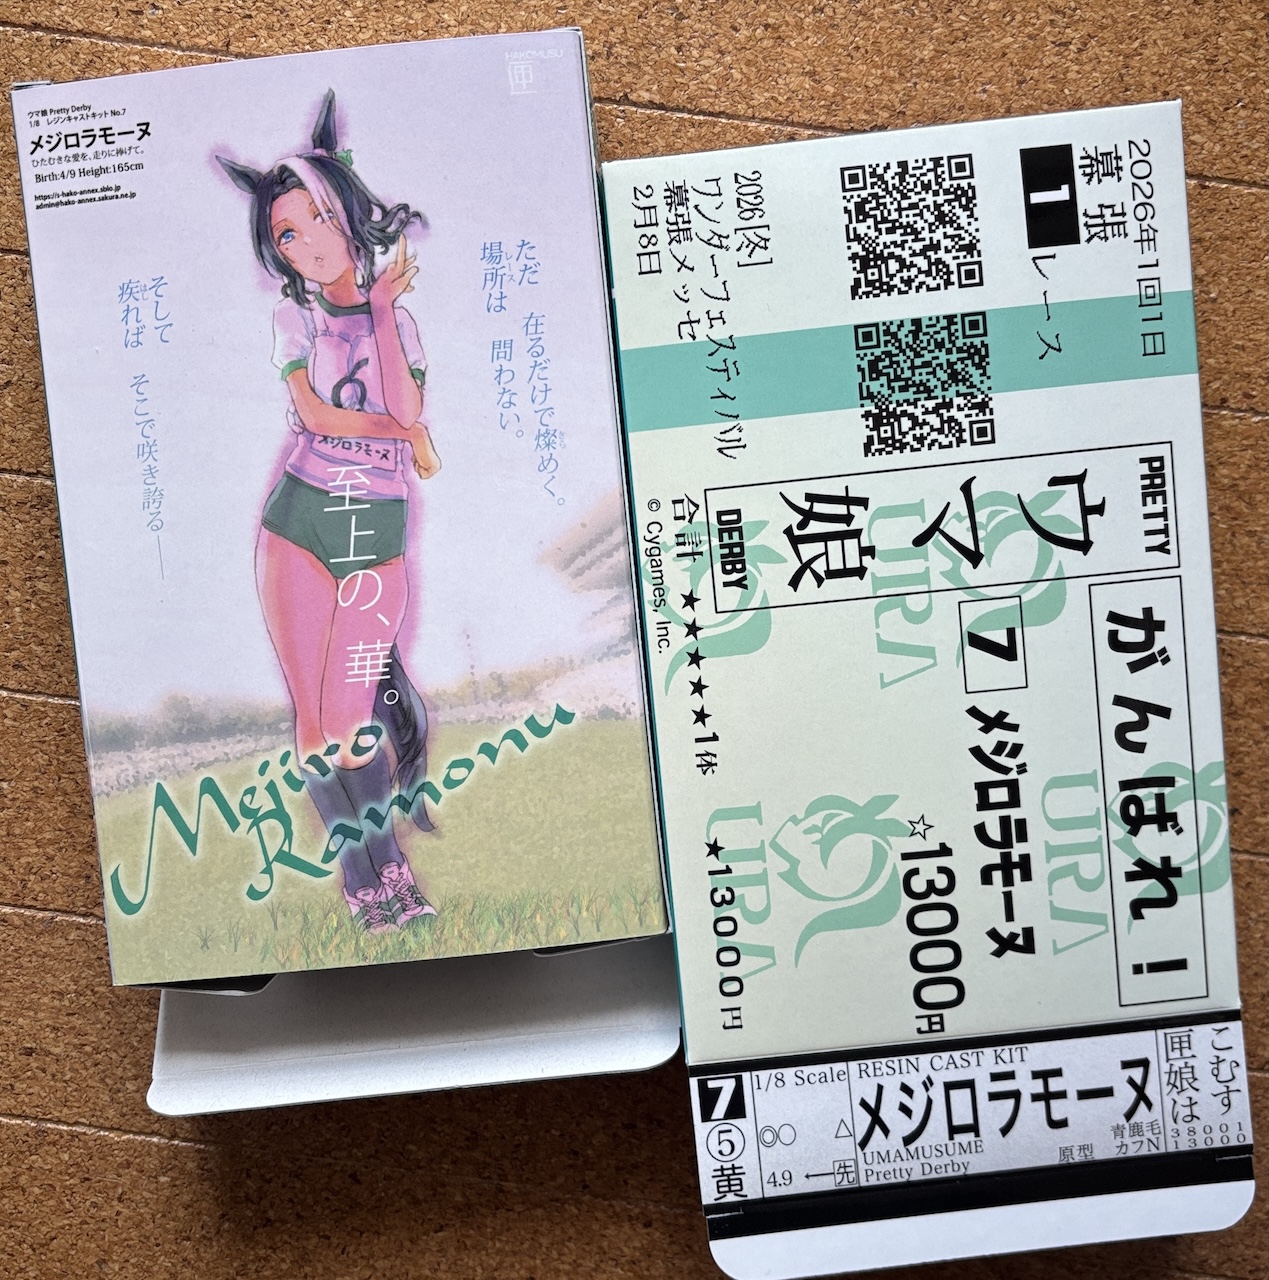 HAKOMUSU
匣
ウマ娘 Pretty Derby
1/8 レジンキャストキット No.7
メジロラモーヌ
ひたむきな愛を、走りに捧げて。
Birth:4/9 Height:165cm
https://s-hako-annex.sblo.jp
admin@hako-annex.sakura.ne.jp
ただ 在るだけで燦めく。
場所は 問わない。
レース
そして
疾れば そこで咲き誇る──
はし
6
メジロラモーヌ
至上の、華。
Mejiro
Ramonu
2026年1回1日
幕張
1
レース
2026[冬]
ワンダーフェスティバル
幕張メッセ
2月8日
PRETTY
ウマ娘
DERBY
がんばれ!
7
メジロラモーヌ
☆13000円
合計 ★★★★★★1体
★13000円
© Cygames, Inc.
URA
URA
URA
7
⑤
黄
1/8 Scale
◎○ △
4.9 ←先
RESIN CAST KIT
メジロラモーヌ
UMAMUSUME
Pretty Derby
原型
青鹿毛
カフN
匣娘は
こむす
38001
13000